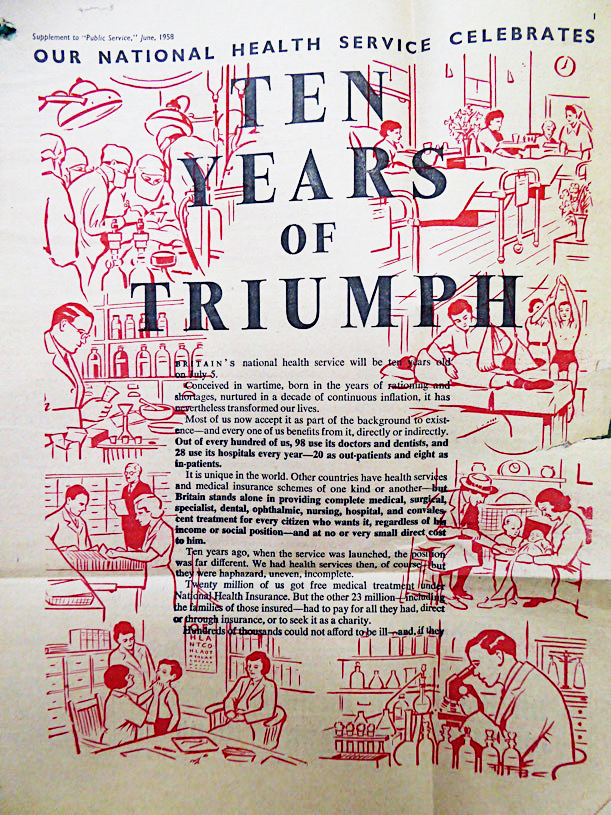 1
Supplement to "Public Service," June, 1958
OUR NATIONAL HEALTH SERVICE CELEBRATES
TEN
YEARS
OF
TRIUMPH
BRITAIN'S national health service will be ten years old
on July 5.
Conceived in wartime, born in the years of rationing and
shortages, nurtured in a decade of continuous inflation, it has
nevertheless transformed our lives.
Most of us now accept it as part of the background to exist-
ence—and every one of us benefits from it, directly or indirectly.
Out of every hundred of us, 98 use its doctors and dentists, and
28 use its hospitals every year—20 as out-patients and eight as
in-patients.
It is unique in the world. Other countries have health services
and medical insurance schemes of one kind or another—but
Britain stands alone in providing complete medical, surgical,
specialist, dental, ophthalmic, nursing, hospital, and convales-
cent treatment for every citizen who wants it, regardless of his
income or social position—and at no or very small direct cost
to him.
Ten years ago, when the service was launched, the position
was far different. We had health services then, of course—but
they were haphazard, uneven, incomplete.
Twenty million of us got free medical treatment under
National Health Insurance. But the other 23 million—including
the families of those insured—had to pay for all they had, direct
or through insurance, or to seek it as a charity.
Hundreds of thousands could not afford to be ill—and, if they